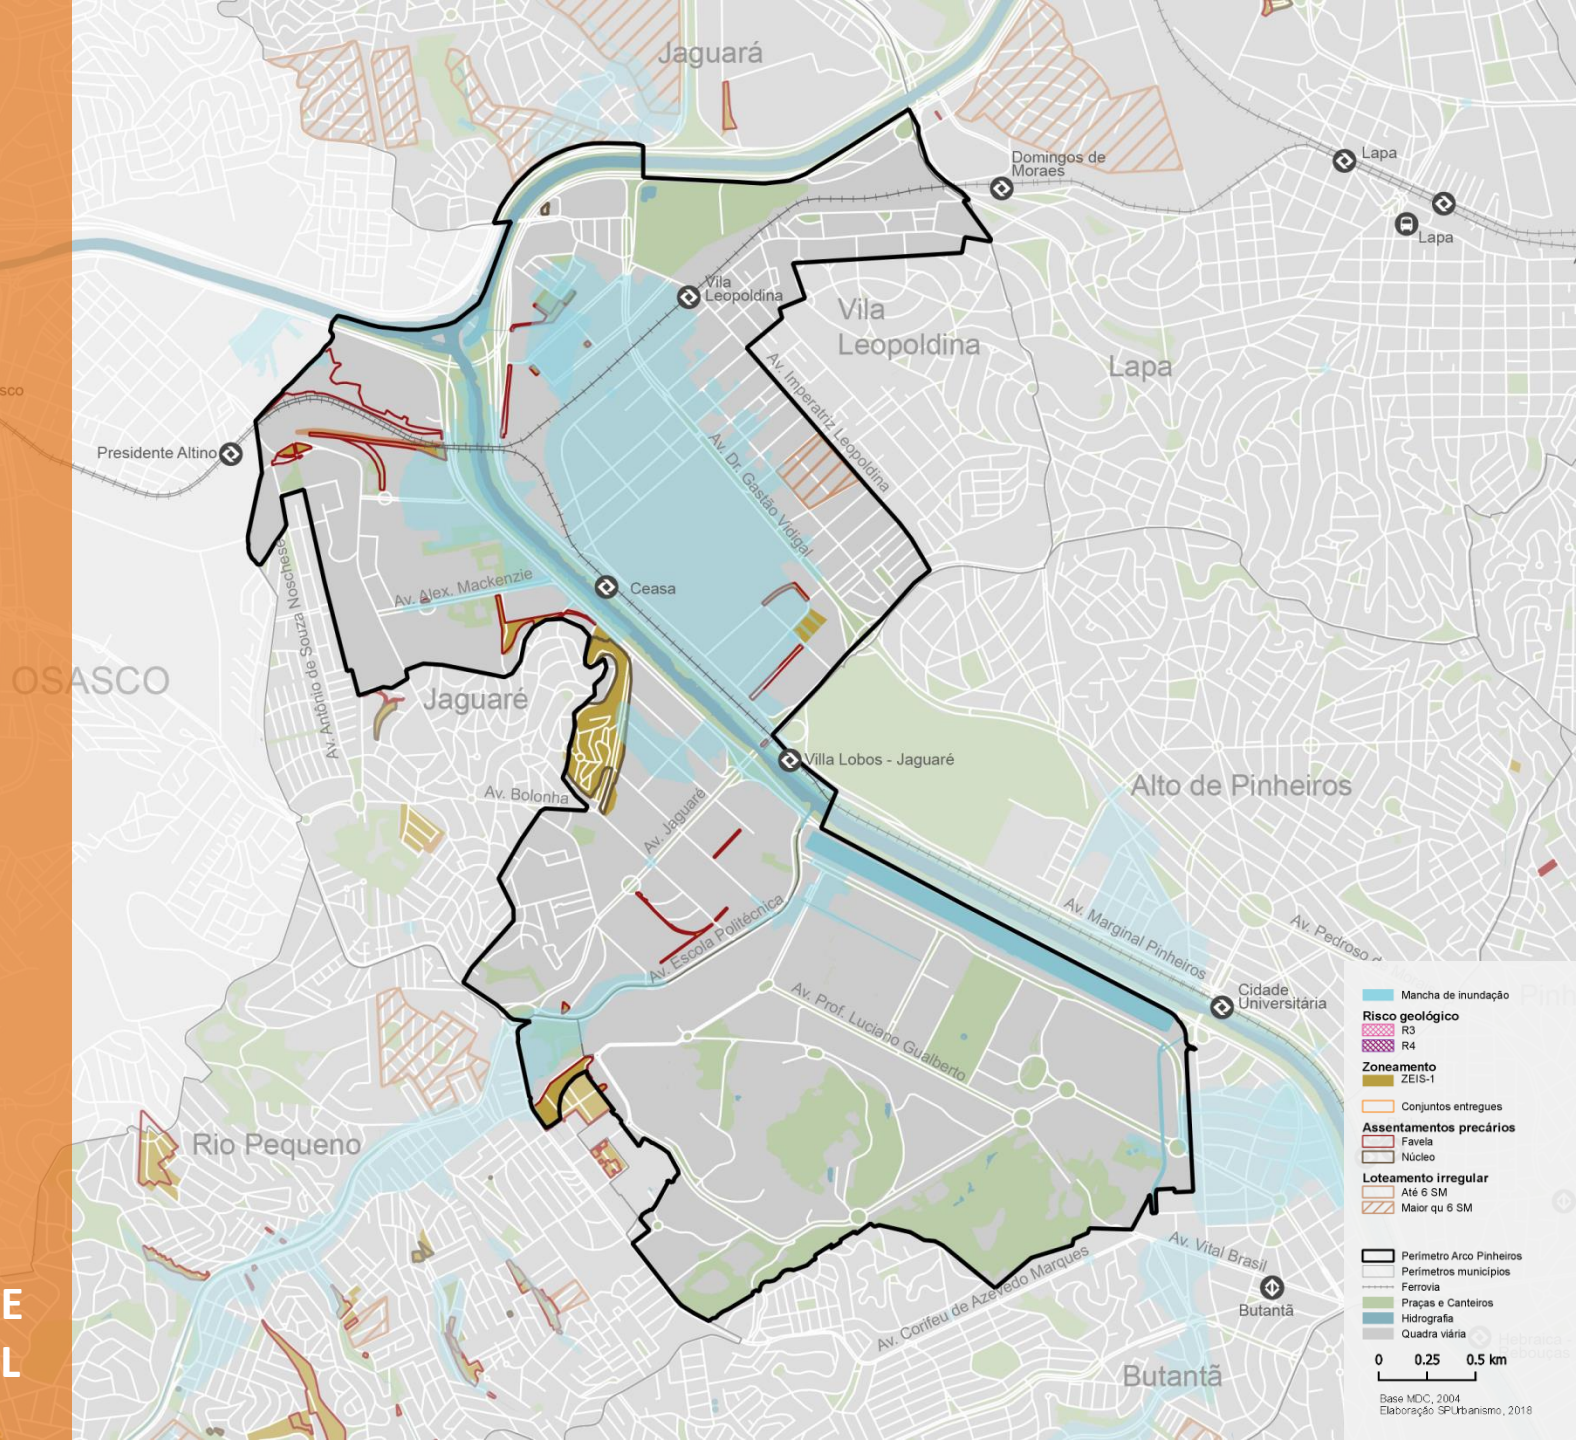 Jaguará
Domingos de
Moraes
Lapa
Lapa
Vila
Leopoldina
Vila
Leopoldina
Lapa
Av. Imperatriz Leopoldina
sco
Presidente Altino
Av. Dr. Gastão Vidigal
Av. Alex. Mackenzie
Ceasa
Av. Antônio de Souza Noschese
OSASCO
Jaguaré
Villa Lobos - Jaguaré
Alto de Pinheiros
Av. Bolonha
Av. Jaguaré
Av. Marginal Pinheiros
Av. Pedroso d
Av. Escola Politécnica
Av. Prof. Luciano Gualberto
Cidade
Universitária
Pinh
Rio Pequeno
Av. Vital Brasil
Av. Corifeu de Azevedo Marques
Butantã
Butantã
Hebraica -
Rebouças
E
L
Mancha de inundação
Risco geológico
R3
R4
Zoneamento
ZEIS-1
Conjuntos entregues
Assentamentos precários
Favela
Núcleo
Loteamento irregular
Até 6 SM
Maior qu 6 SM
Perímetro Arco Pinheiros
Perímetros municípios
Ferrovia
Praças e Canteiros
Hidrografia
Quadra viária
0 0.25 0.5 km
Base MDC, 2004
Elaboração SPUrbanismo, 2018